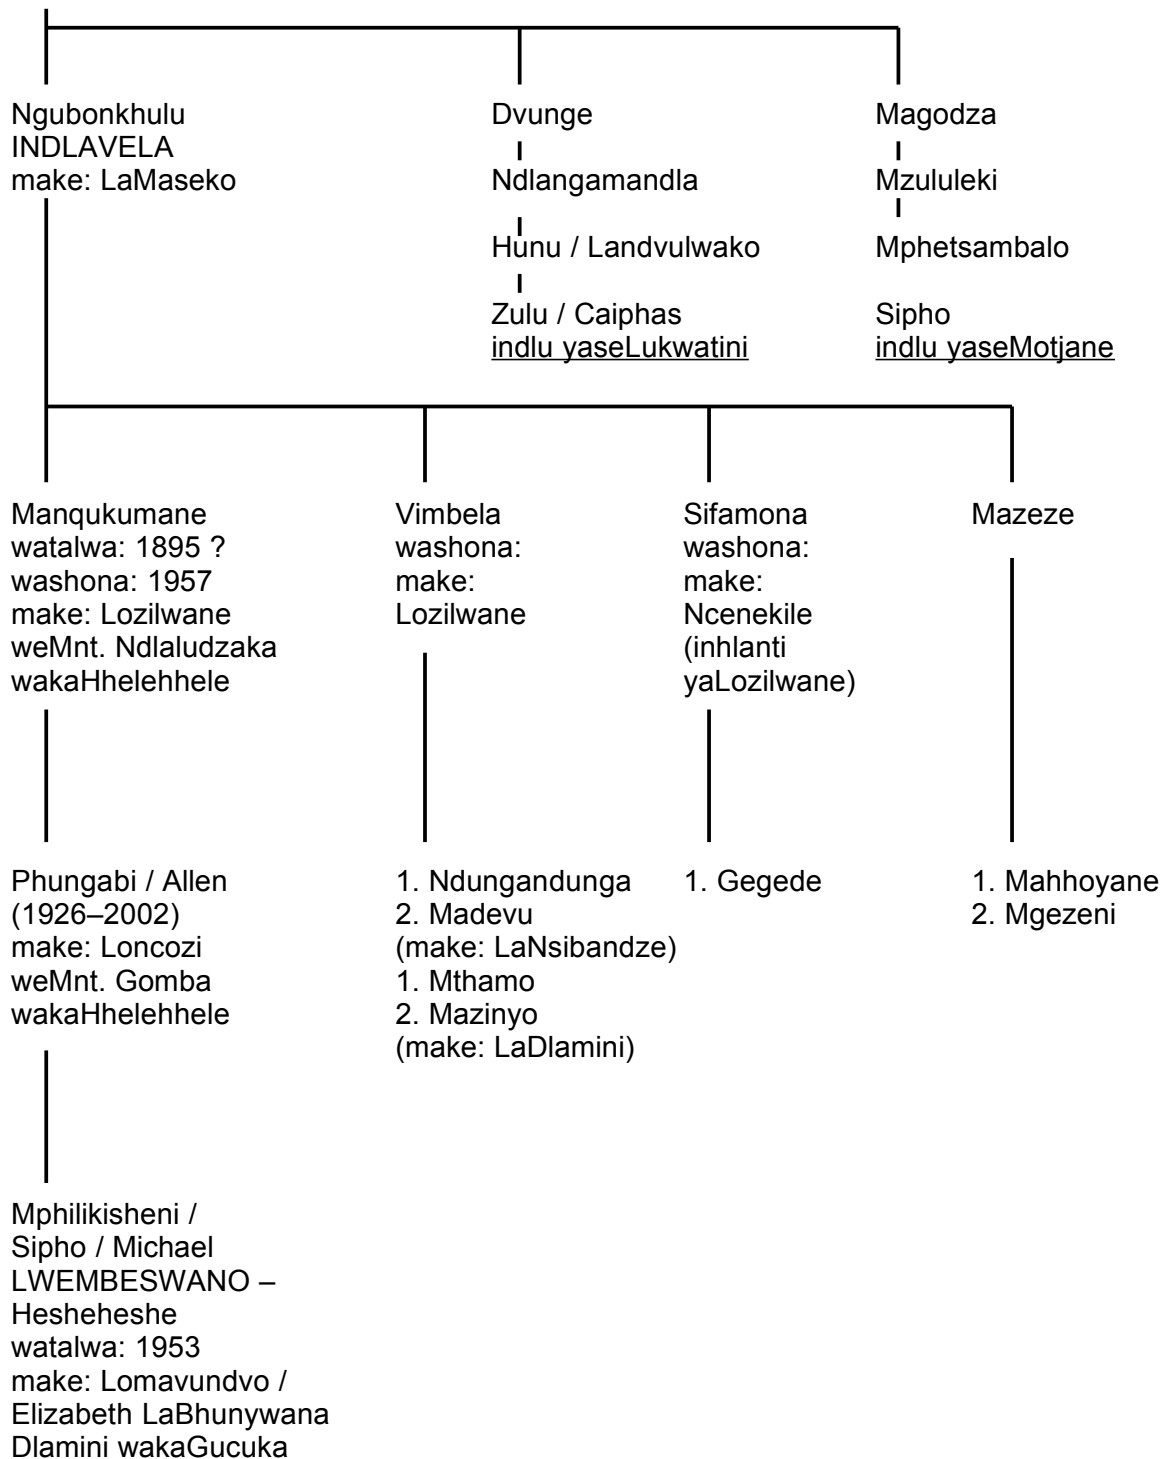 Ngubonkhulu
INDLAVELA
make: LaMaseko
Dvunge
Ndlangamandla
Hunu / Landvulwako
Zulu / Caiphas
indlu yaseLukwatini
Magodza
Mzululeki
Mphetsambalo
Sipho
indlu yaseMotjane
Manqukumane
watalwa: 1895 ?
washona: 1957
make: Lozilwane
weMnt. Ndlaludzaka
wakaHhelehhele
Vimbela
washona:
make:
Lozilwane
Sifamona
washona:
make:
Ncenekile
(inhlanti
yaLozilwane)
Mazeze
Phungabi / Allen
(1926–2002)
make: Loncozi
weMnt. Gomba
wakaHhelehhele
1. Ndungandunga
2. Madevu
(make: LaNsibandze)
1. Mthamo
2. Mazinyo
(make: LaDlamini)
1. Gegede
1. Mahhoyane
2. Mgezeni
Mphilikisheni /
Sipho / Michael
LWEMBESWANO –
Hesheheshe
watalwa: 1953
make: Lomavundvo /
Elizabeth LaBhunywana
Dlamini wakaGucuka